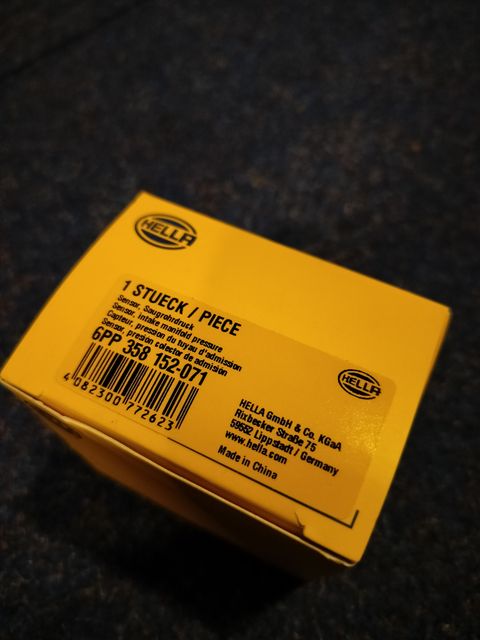 HELLA
1 STUECK / PIECE
Sensor, Saugrohrdruck
Sensor, intake manifold pressure
Capteur, pression du tuyau d'admission
Sensor, presión colector de admisión
6PP 358 152-071
4 082300 772623
HELLA
HELLA GmbH & Co. KGaA
Rixbecker Straße 75
59552 Lippstadt / Germany
www.hella.com
Made in China